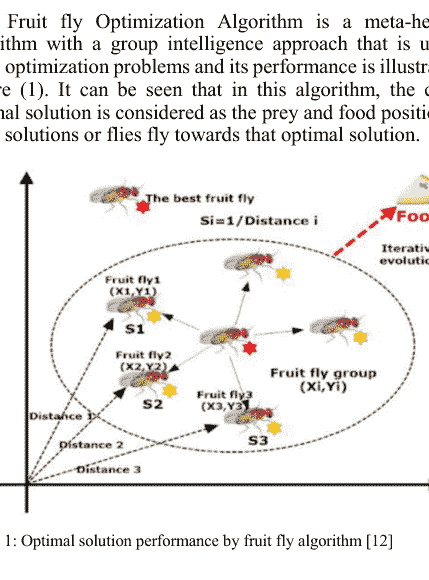 Fruit fly Optimization Algorithm is a meta-he
ithm with a group intelligence approach that is u
optimization problems and its performance is illustra
re (1). It can be seen that in this algorithm, the o
nal solution is considered as the prey and food positio
solutions or flies fly towards that optimal solution.
The best fruit fly
Si=1/Distance i
Foo
Iterativ
evolutio
Fruit fly1
(X1,Y1)
S1
Fruit fly2
(X2,Y2)
S2
Fruit fly3
(X3,Y3)
S3
Fruit fly group
(Xi,Yi)
Distance 1
Distance 2
Distance 3
1: Optimal solution performance by fruit fly algorithm [12]